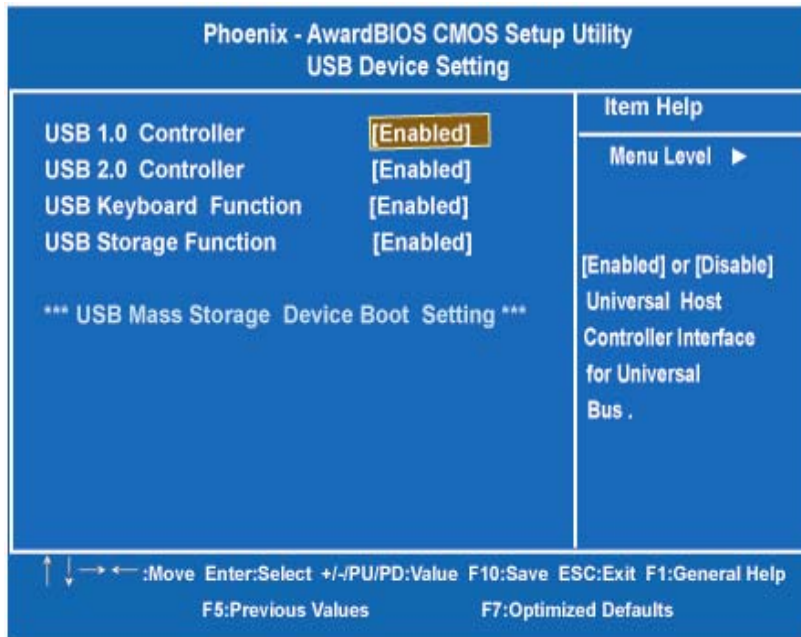 Phoenix - AwardBIOS CMOS Setup Utility
USB Device Setting
USB 1.0 Controller [Enabled]
USB 2.0 Controller [Enabled]
USB Keyboard Function [Enabled]
USB Storage Function [Enabled]
*** USB Mass Storage Device Boot Setting ***
Item Help
Menu Level ►
[Enabled] or [Disable]
Universal Host
Controller Interface
for Universal
Bus .
↑ ↓ → ← :Move Enter:Select +/-/PU/PD:Value F10:Save ESC:Exit F1:General Help
F5:Previous Values F7:Optimized Defaults